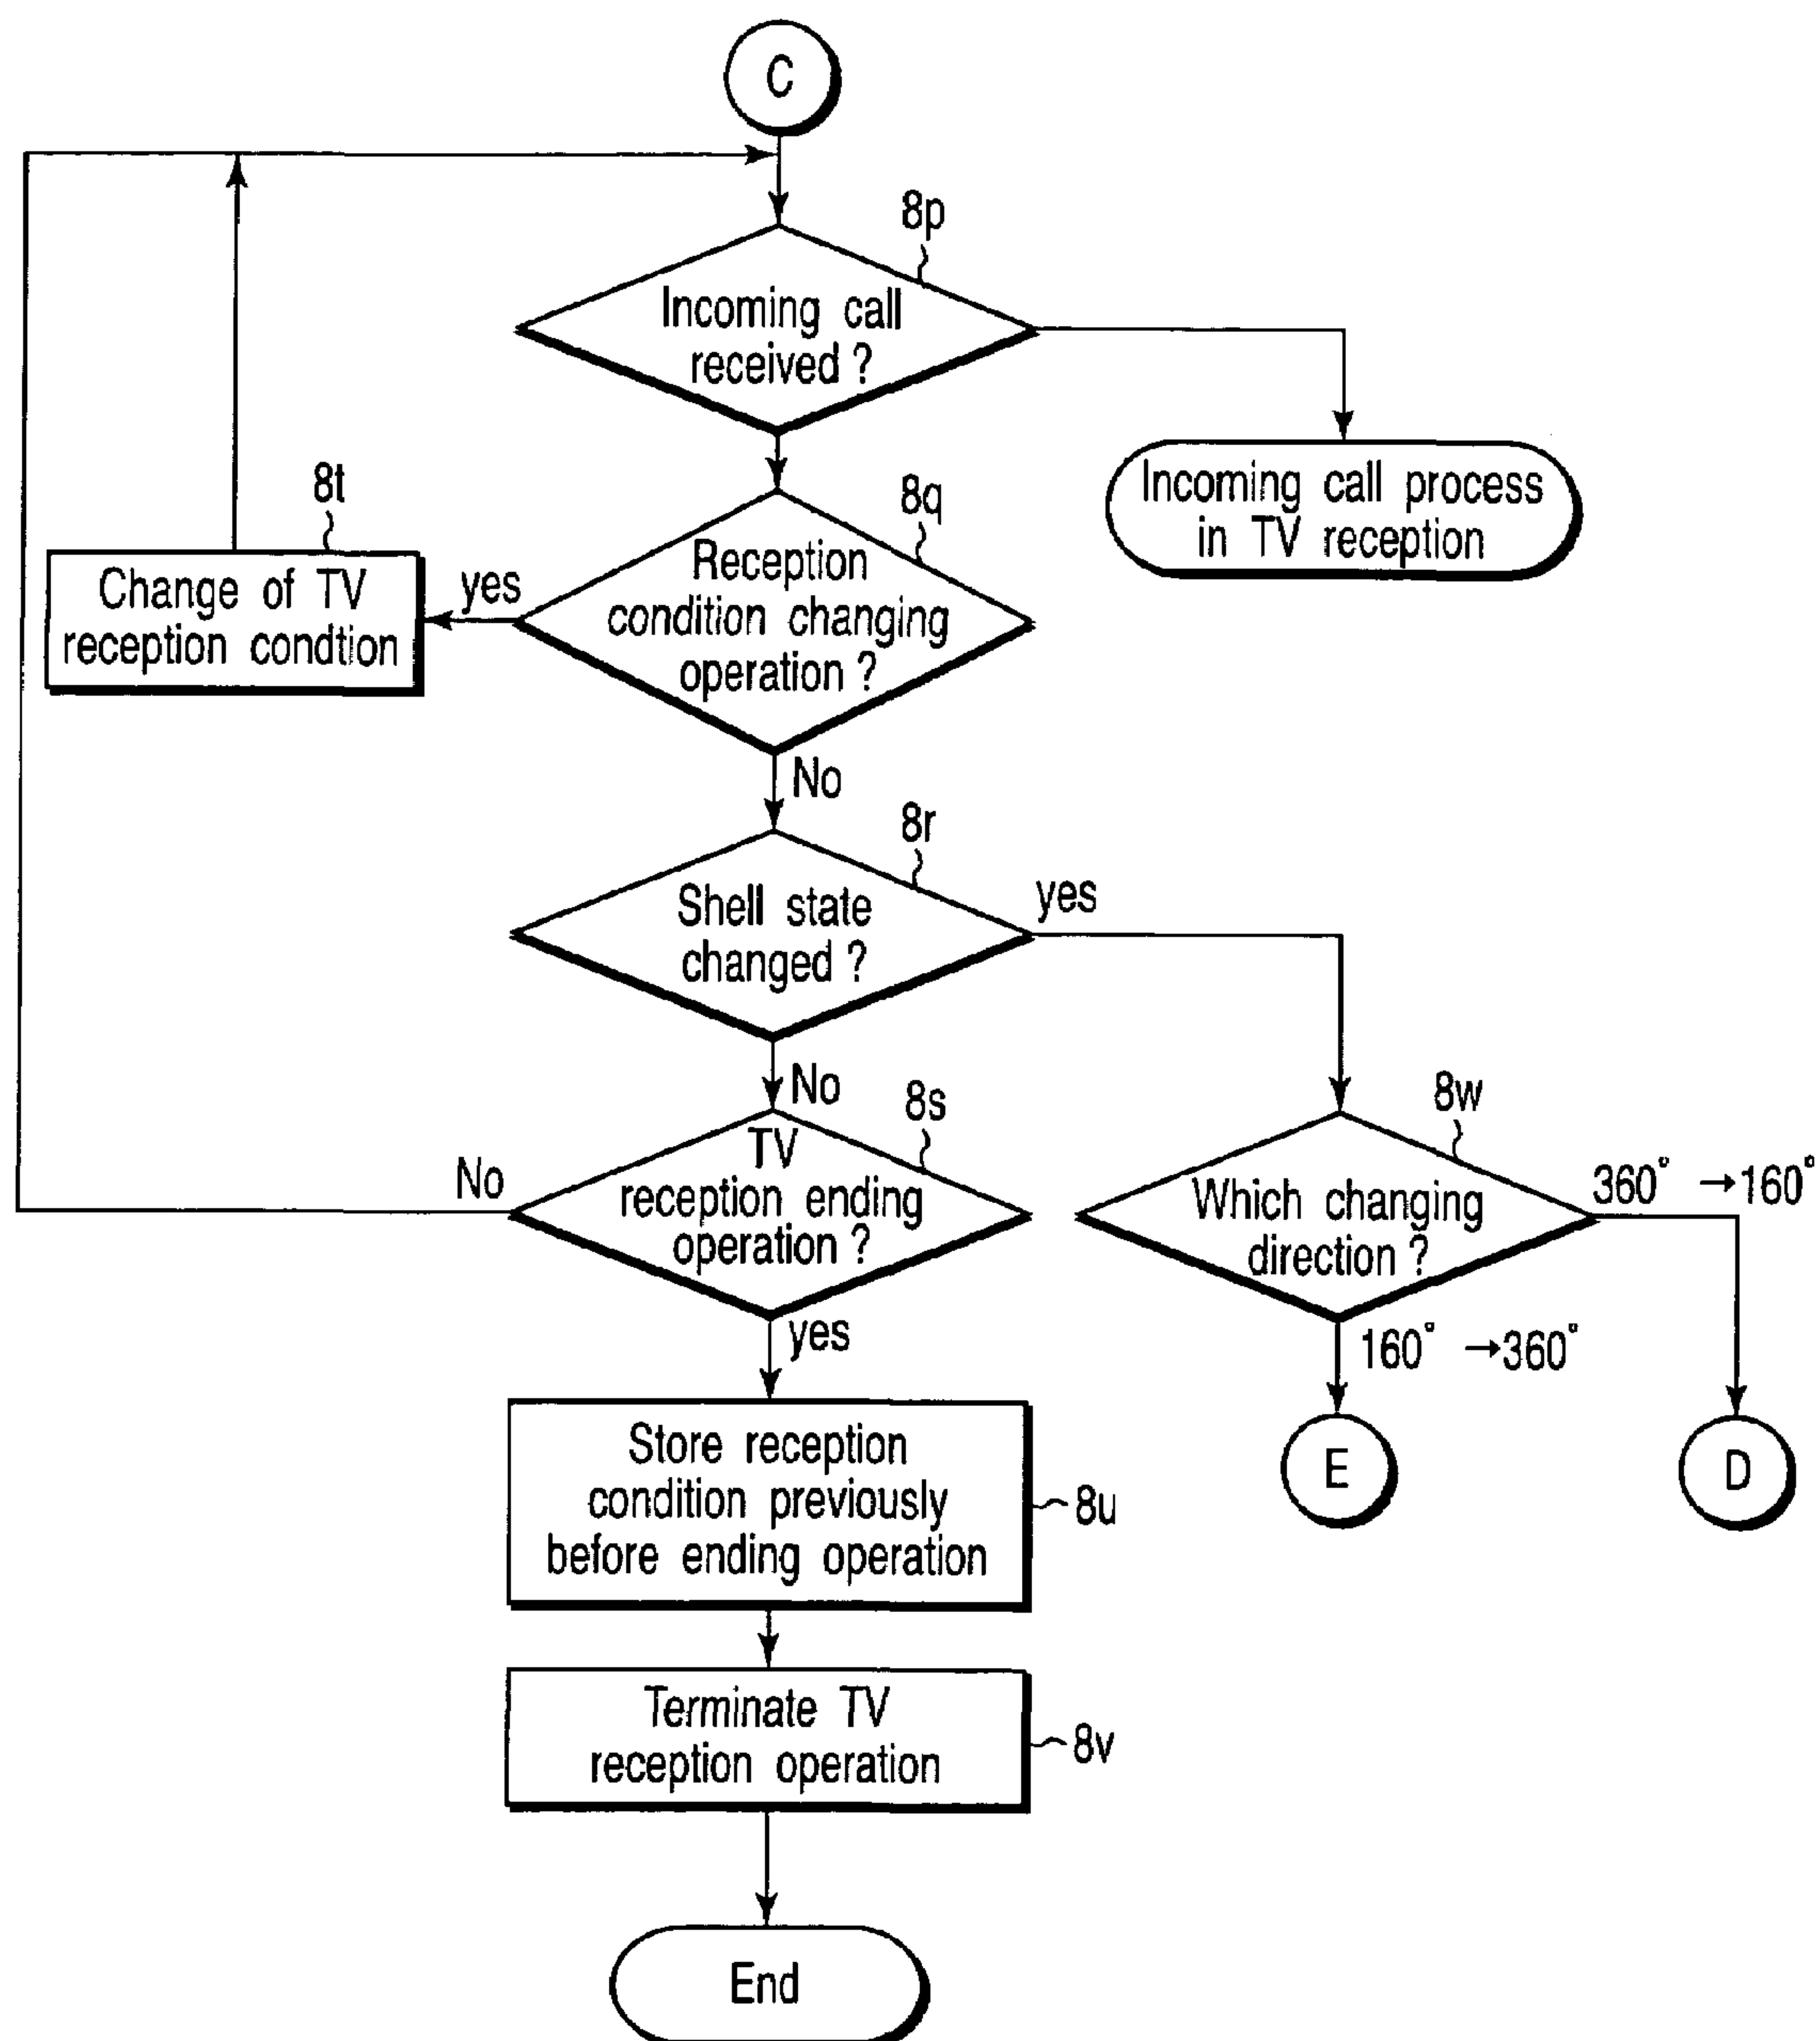 C
8p
Incoming call
received ?
Incoming call process
in TV reception
8t
Change of TV
reception condtion
yes
8q
Reception
condition changing
operation ?
No
8r
Shell state
changed ?
yes
No
8s
TV
reception ending
operation ?
No
yes
8w
Which changing
direction ?
360° →160°
160° →360°
E
D
Store reception
condition previously
before ending operation
8u
Terminate TV
reception operation
8v
End